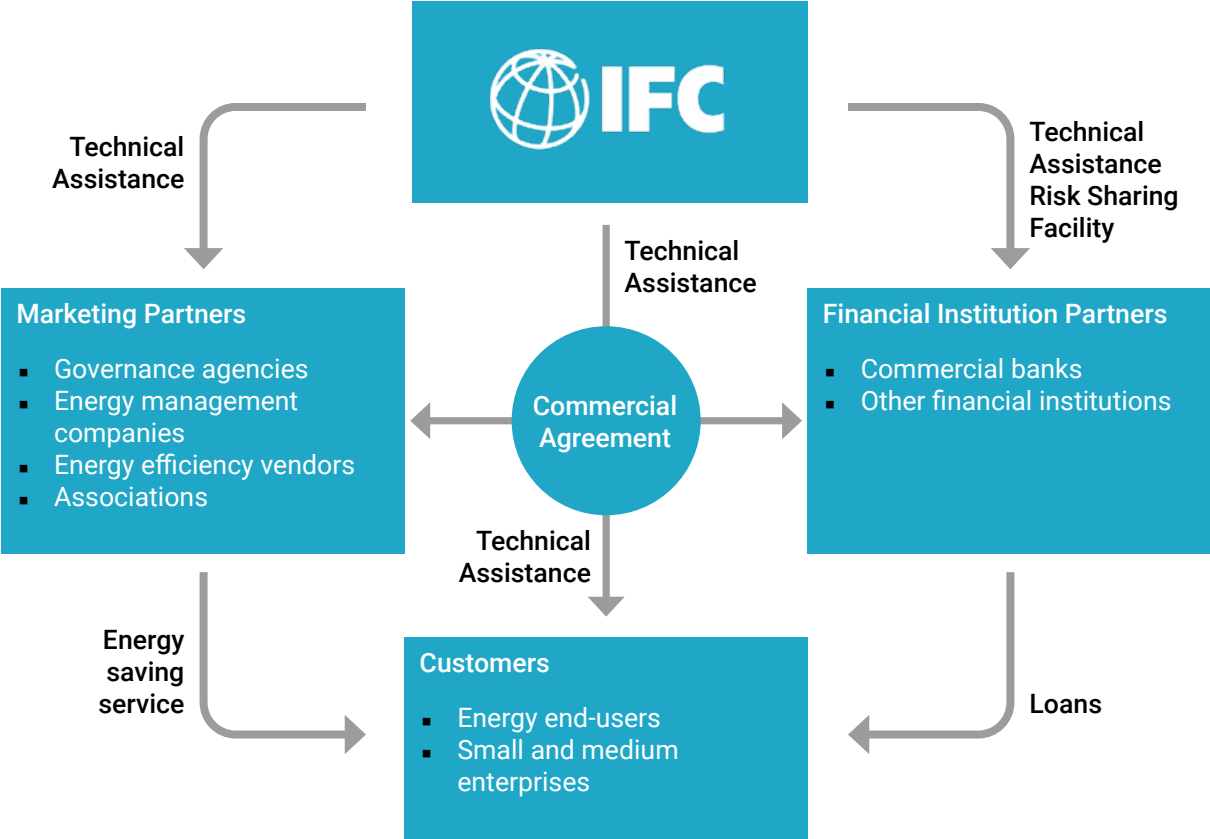 IFC
Technical
Assistance
Technical
Assistance
Risk Sharing
Facility
Technical
Assistance
Marketing Partners
▪ Governance agencies
▪ Energy management
companies
▪ Energy efficiency vendors
▪ Associations
Commercial
Agreement
Financial Institution Partners
▪ Commercial banks
▪ Other financial institutions
Technical
Assistance
Energy
saving
service
Customers
▪ Energy end-users
▪ Small and medium
enterprises
Loans